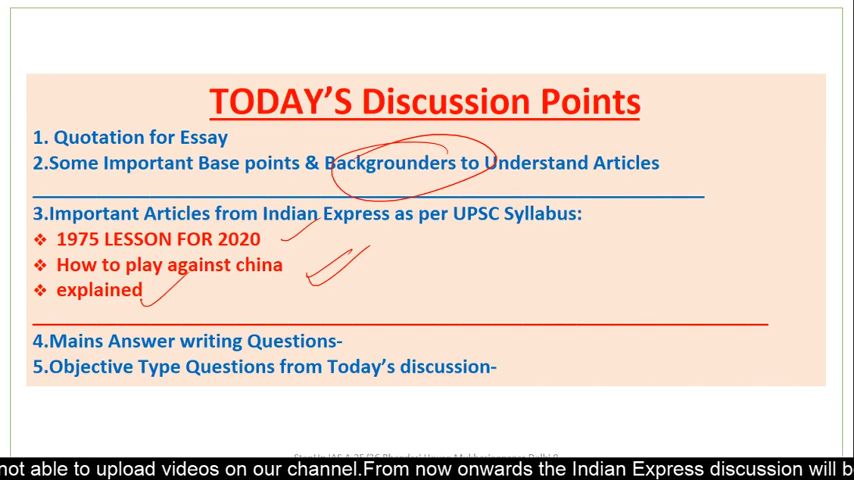 TODAY'S Discussion Points
1. Quotation for Essay
2.Some Important Base points & Backgrounders to Understand Articles
3.Important Articles from Indian Express as per UPSC Syllabus:
❖ 1975 LESSON FOR 2020
❖ How to play against china
❖ explained
4.Mains Answer writing Questions-
5.Objective Type Questions from Today's discussion-
not able to upload videos on our channel.From now onwards the Indian Express discussion will b